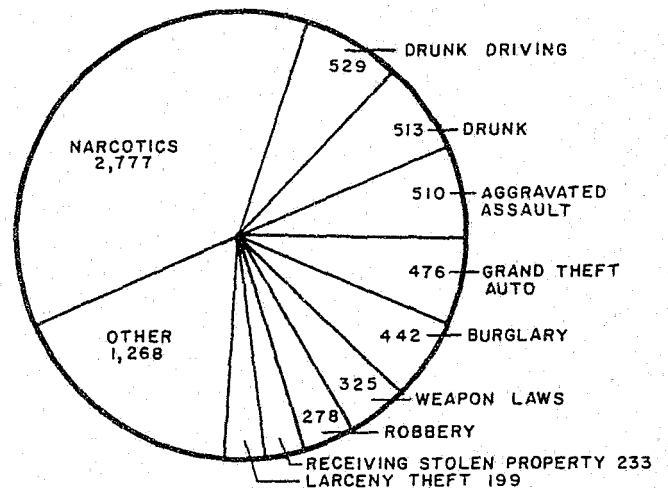 DRUNK DRIVING
529
513 DRUNK
NARCOTICS
2,777
510 AGGRAVATED
ASSAULT
476 GRAND THEFT
AUTO
OTHER
1,268
442 BURGLARY
325
WEAPON LAWS
278
ROBBERY
RECEIVING STOLEN PROPERTY 233
LARCENY THEFT 199